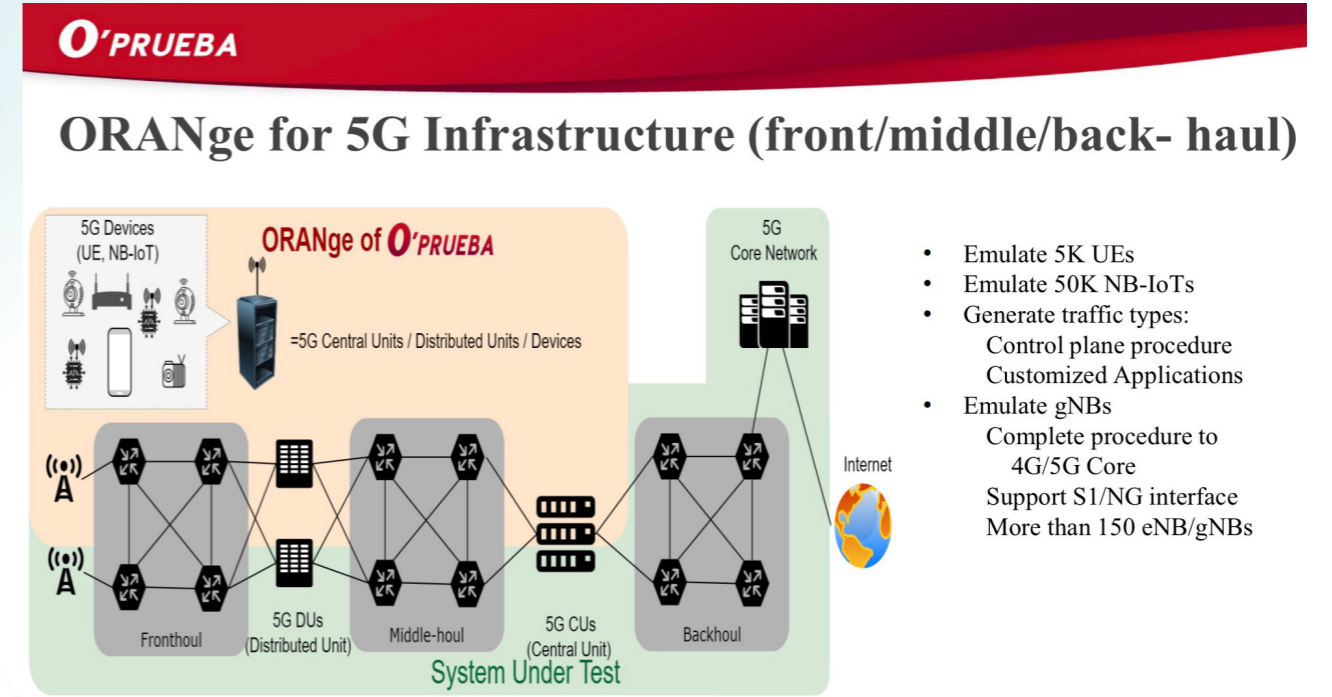 O'PRUEBA
ORANge for 5G Infrastructure (front/middle/back- haul)
5G Devices
(UE, NB-IoT)
ORANge of O'PRUEBA
=5G Central Units / Distributed Units / Devices
5G
Core Network
Internet
Fronthoul
5G DUs
(Distributed Unit)
Middle-houl
5G CUs
(Central Unit)
Backhoul
System Under Test
• Emulate 5K UEs
• Emulate 50K NB-IoTs
• Generate traffic types:
Control plane procedure
Customized Applications
• Emulate gNBs
Complete procedure to
4G/5G Core
Support S1/NG interface
More than 150 eNB/gNBs